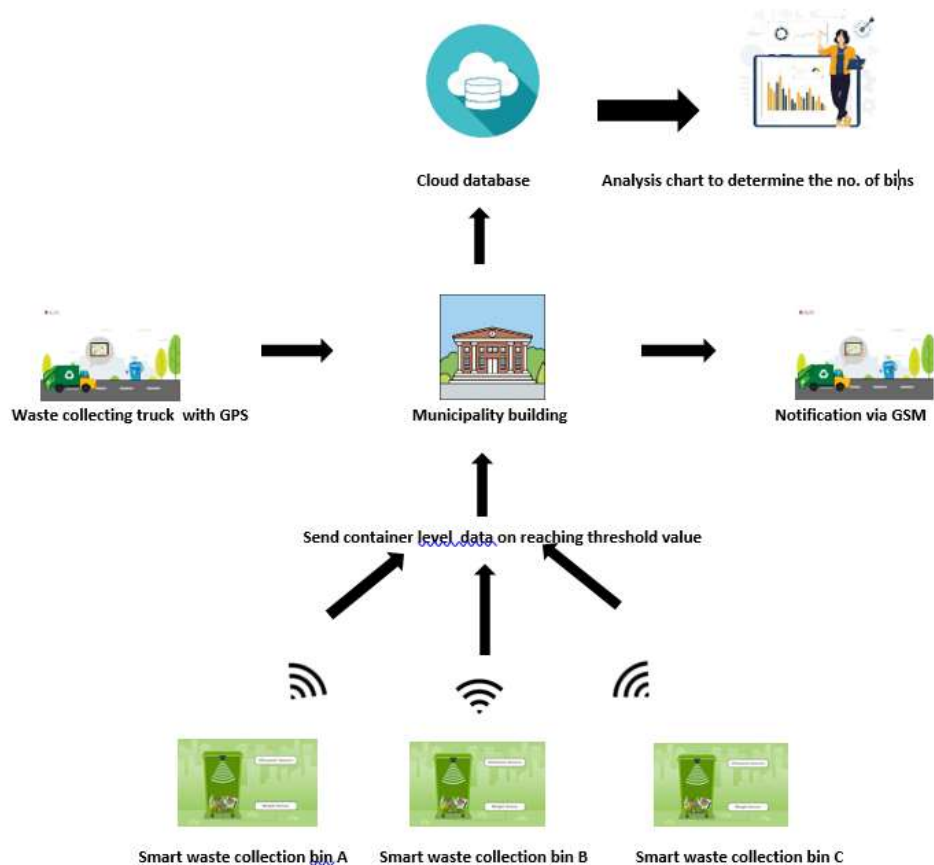 Cloud database
Analysis chart to determine the no. of bins
Waste collecting truck with GPS
Municipality building
Notification via GSM
Send container level data on reaching threshold value
Smart waste collection bin A
Smart waste collection bin B
Smart waste collection bin C